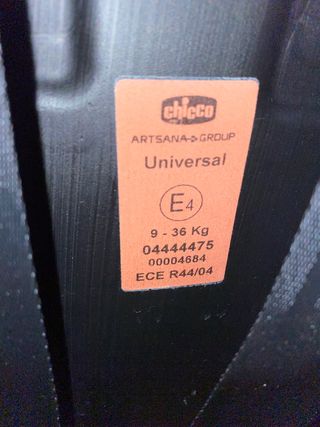 chicco
ARTSANA GROUP
Universal
E4
9 - 36 Kg
04444475
00004684
ECE R44/04